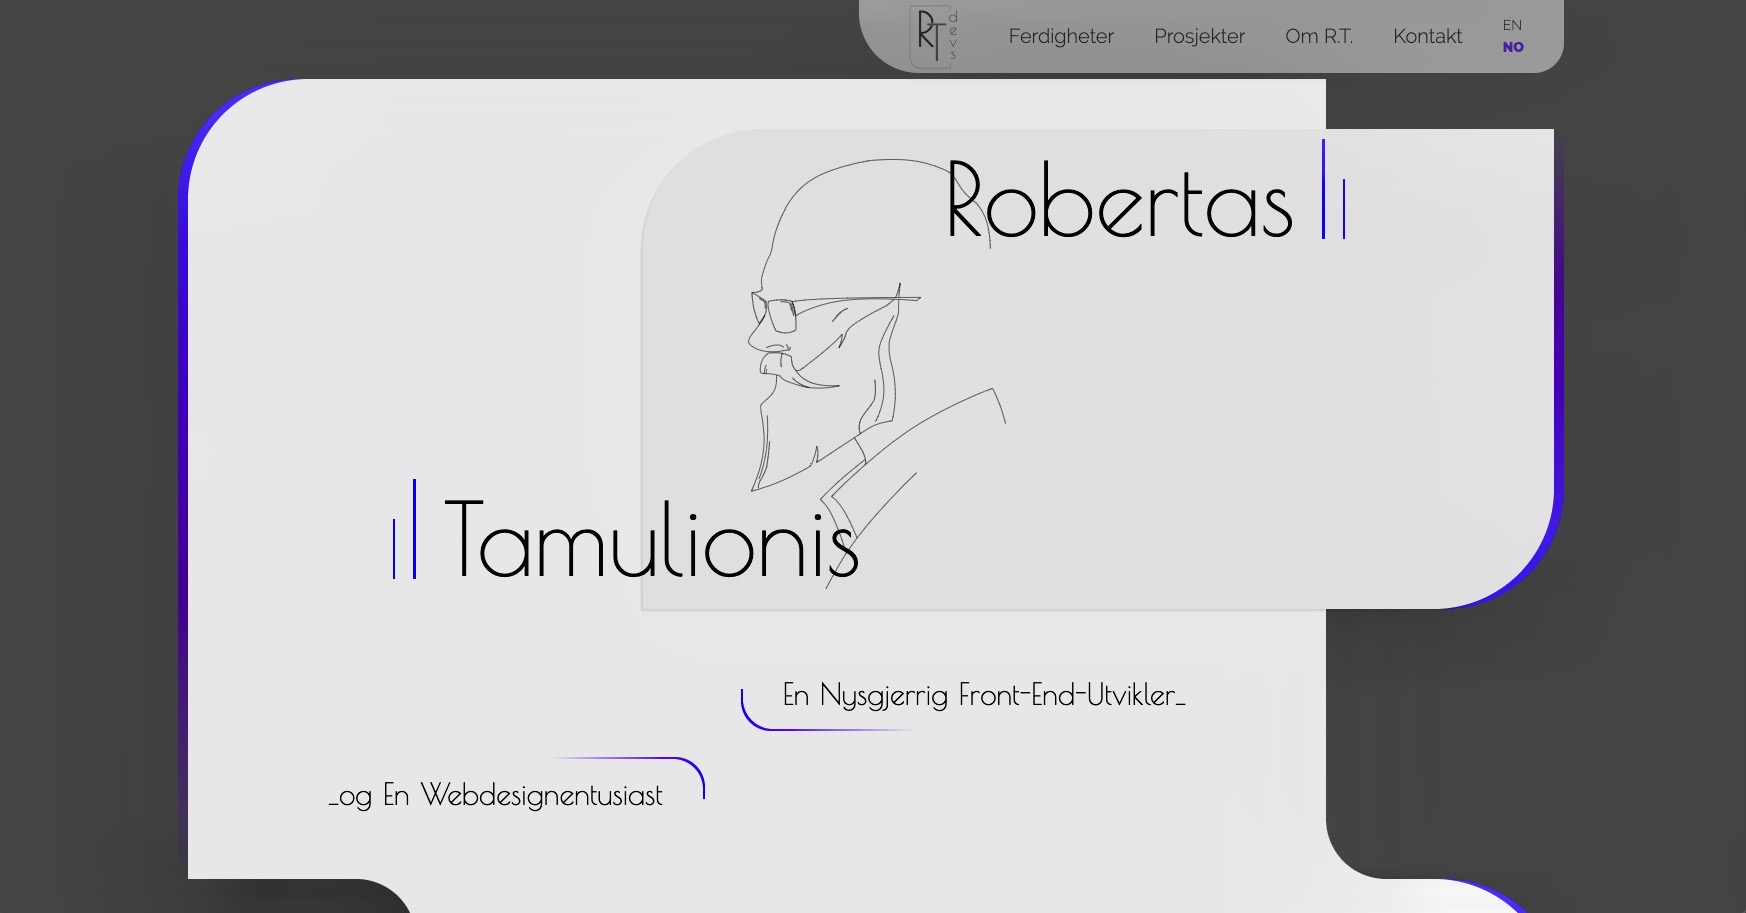 RT devs
Ferdigheter
Prosjekter
Om R.T.
Kontakt
EN
NO
Robertas
Tamulionis
En Nysgjerrig Front-End-Utvikler_
_og En Webdesignentusiast